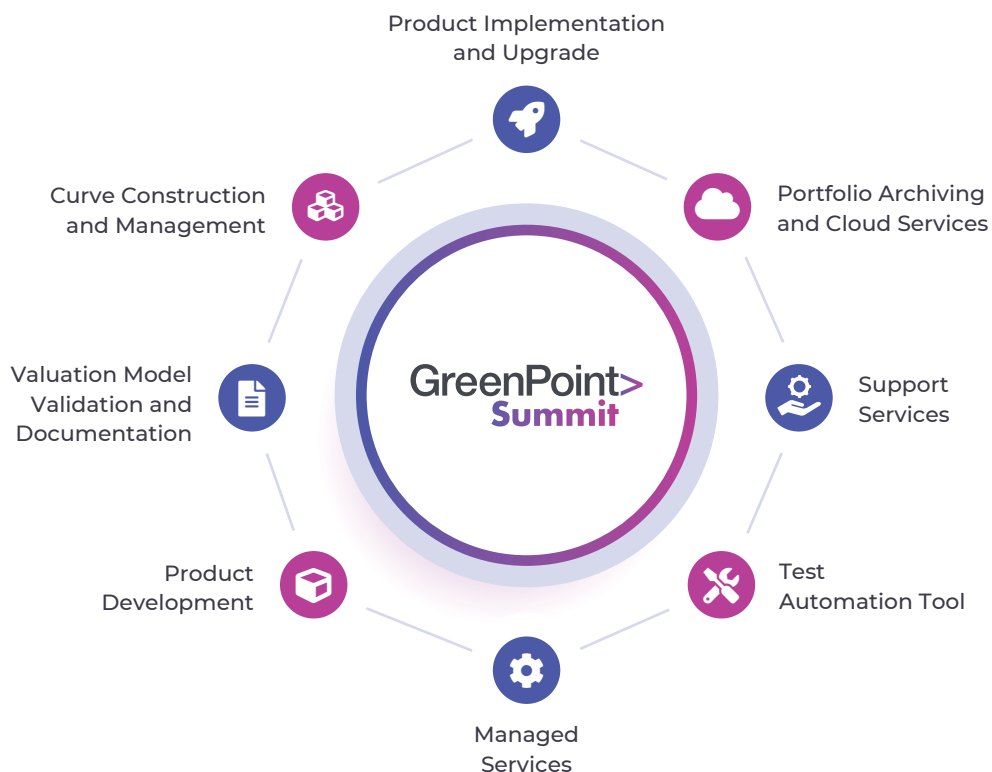 Product Implementation
and Upgrade
Curve Construction
and Management
Portfolio Archiving
and Cloud Services
Valuation Model
Validation and
Documentation
GreenPoint>
Summit
Support
Services
Product
Development
Test
Automation Tool
Managed
Services